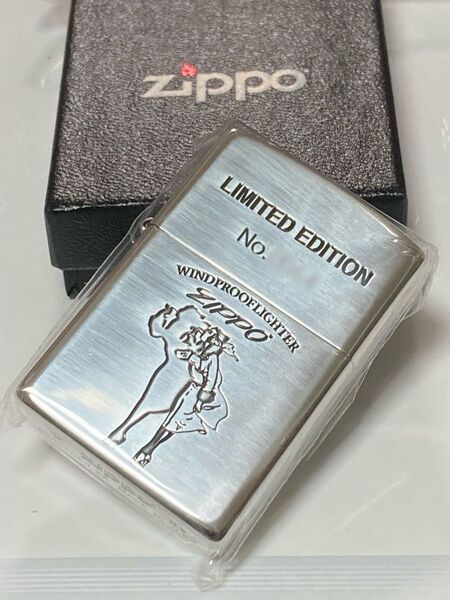 zippo
LIMITED EDITION
No.
WINDPROOFLIGHTER
ZIPPO